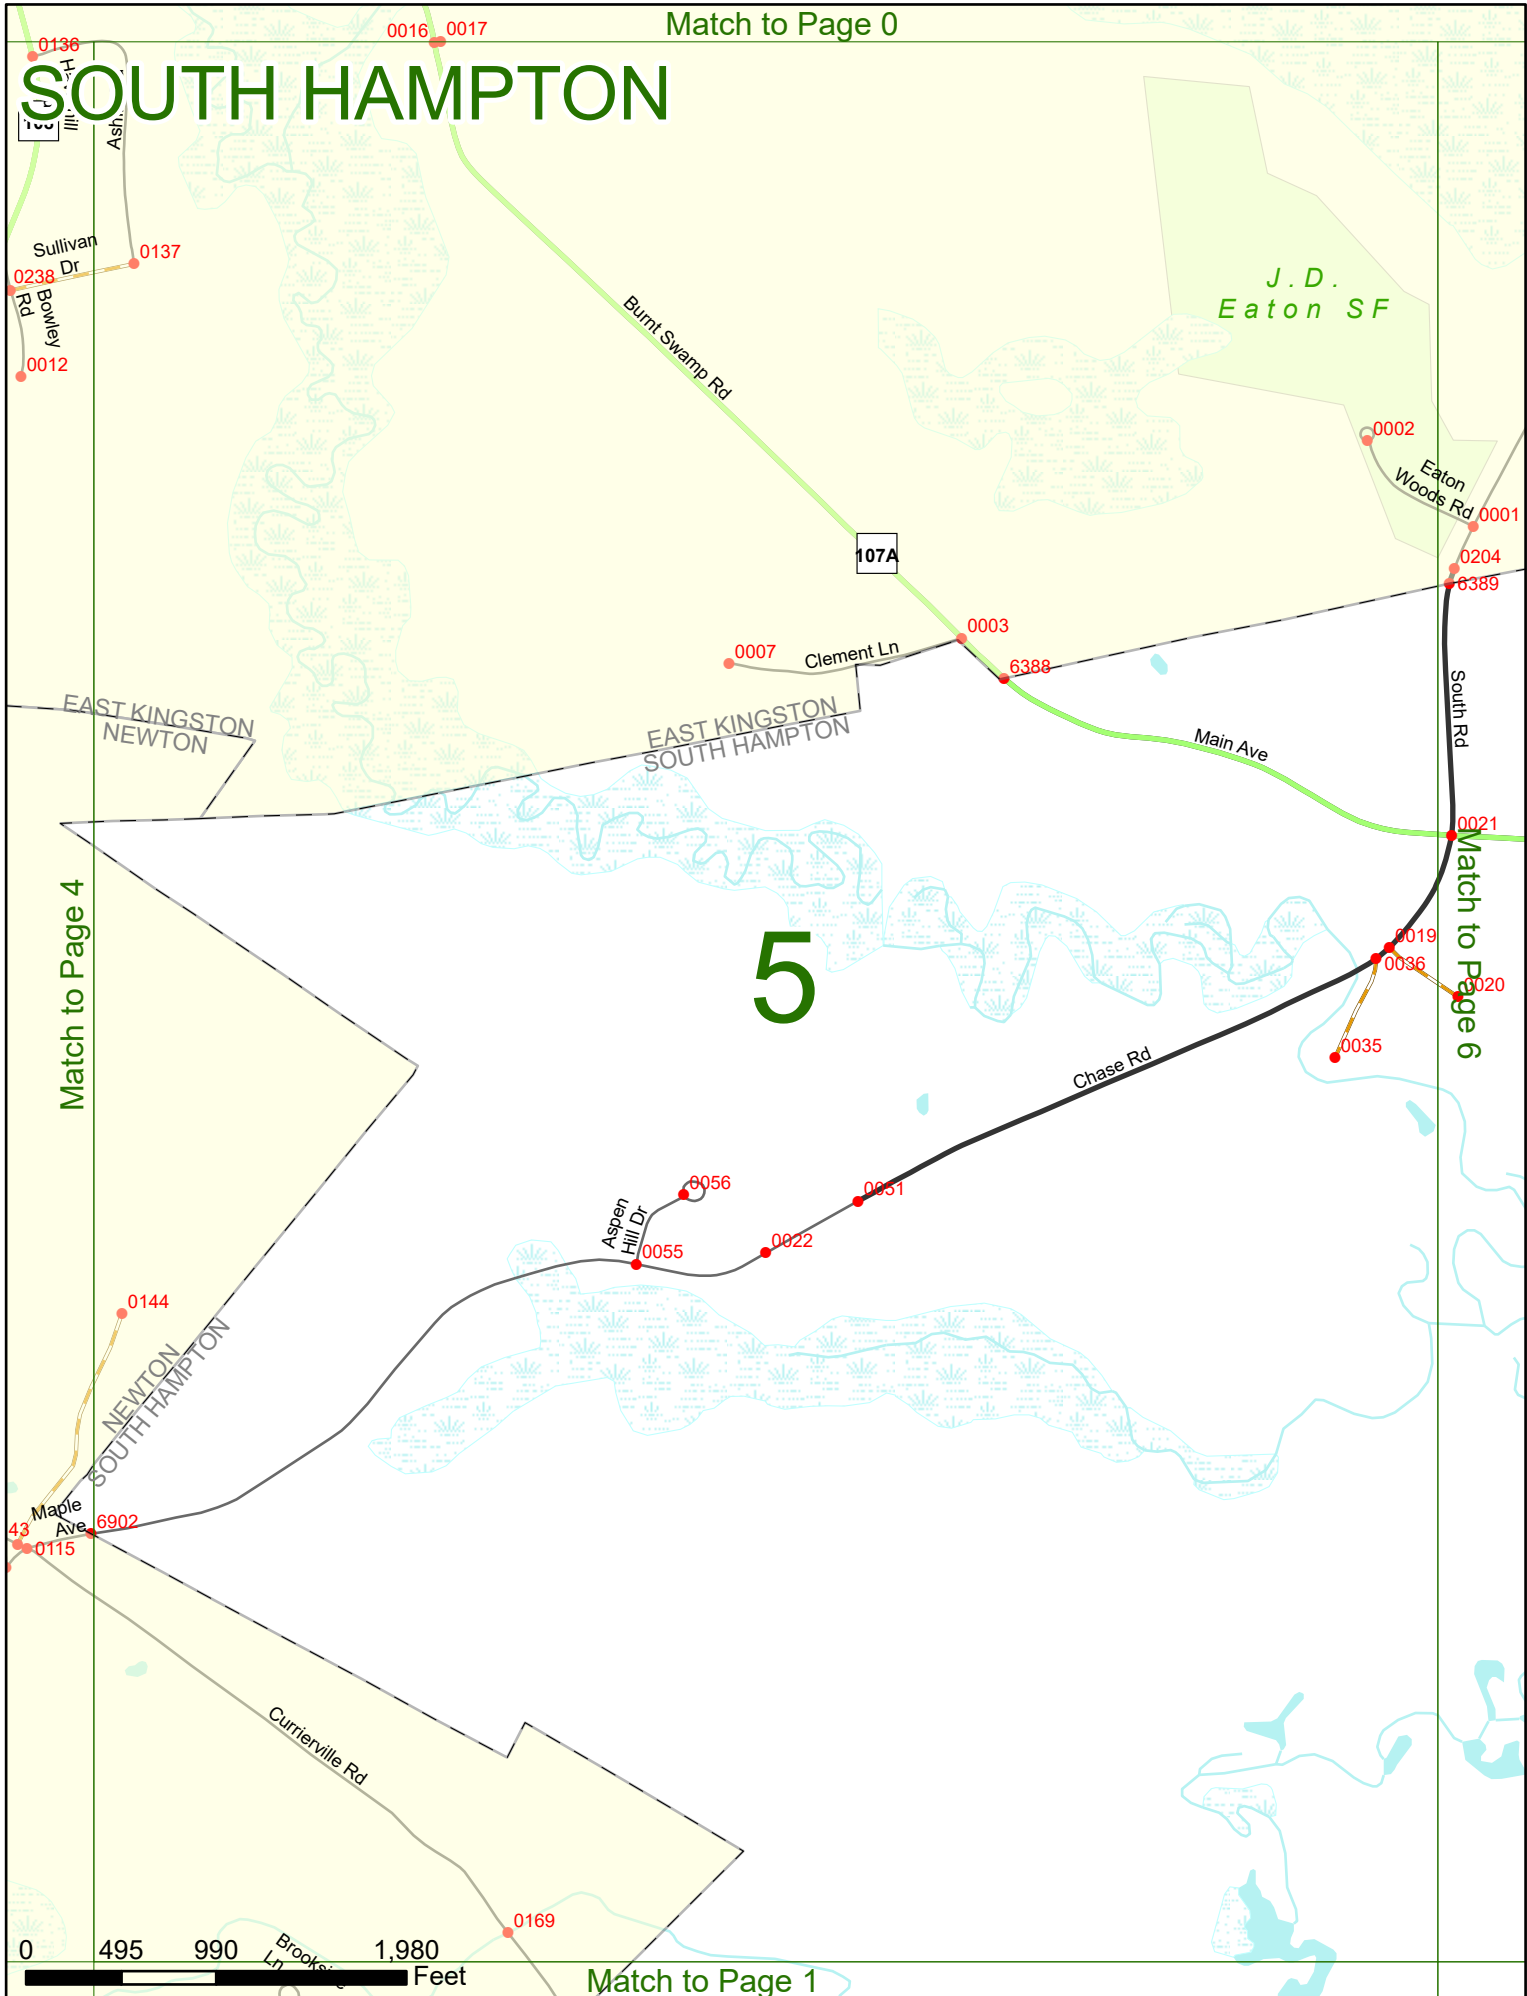 Match to Page 0
0016
0017
0136
SOUTH HAMPTON
Sullivan
Dr
0137
0238
Bowley
Rd
0012
J. D.
Eaton SF
Burnt Swamp Rd
0002
Eaton
Woods Rd
0001
107A
0204
6389
0003
0007
Clement Ln
6388
South Rd
EAST KINGSTON
NEWTON
EAST KINGSTON
SOUTH HAMPTON
Main Ave
0021
Match to Page 4
5
Match to Page 6
0019
0036
0020
0035
Chase Rd
0056
Aspen
Hill Dr
0031
0022
0055
0144
NEWTON
SOUTH HAMPTON
Maple
Ave
6902
43
0115
Currierville Rd
0169
0 495 990 1,980
Feet
Brookside
Ln
Match to Page 1